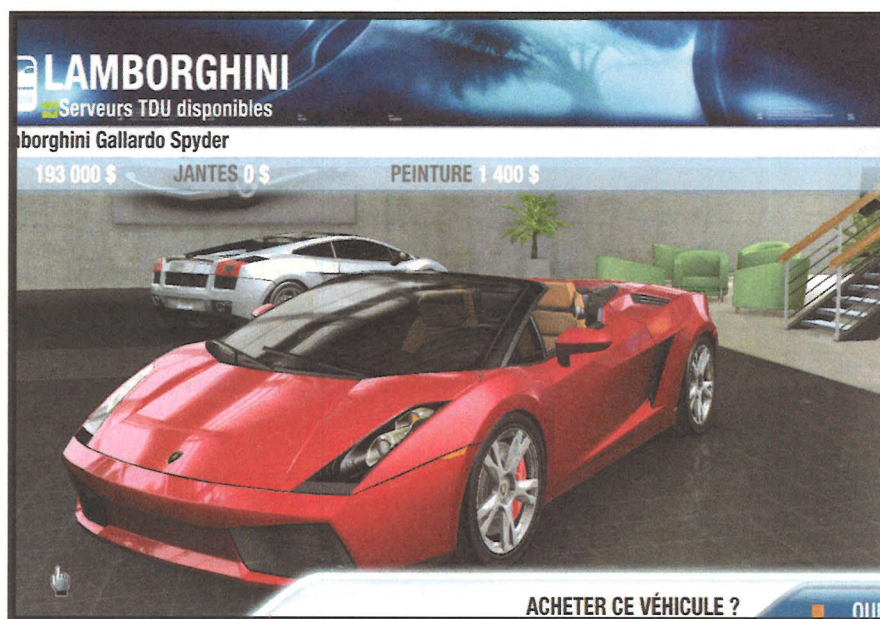 LAMBORGHINI
Serveurs TDU disponibles
mborghini Gallardo Spyder
193 000 $ JANTES 0 $ PEINTURE 1 400 $
ACHETER CE VÉHICULE ?
OUI